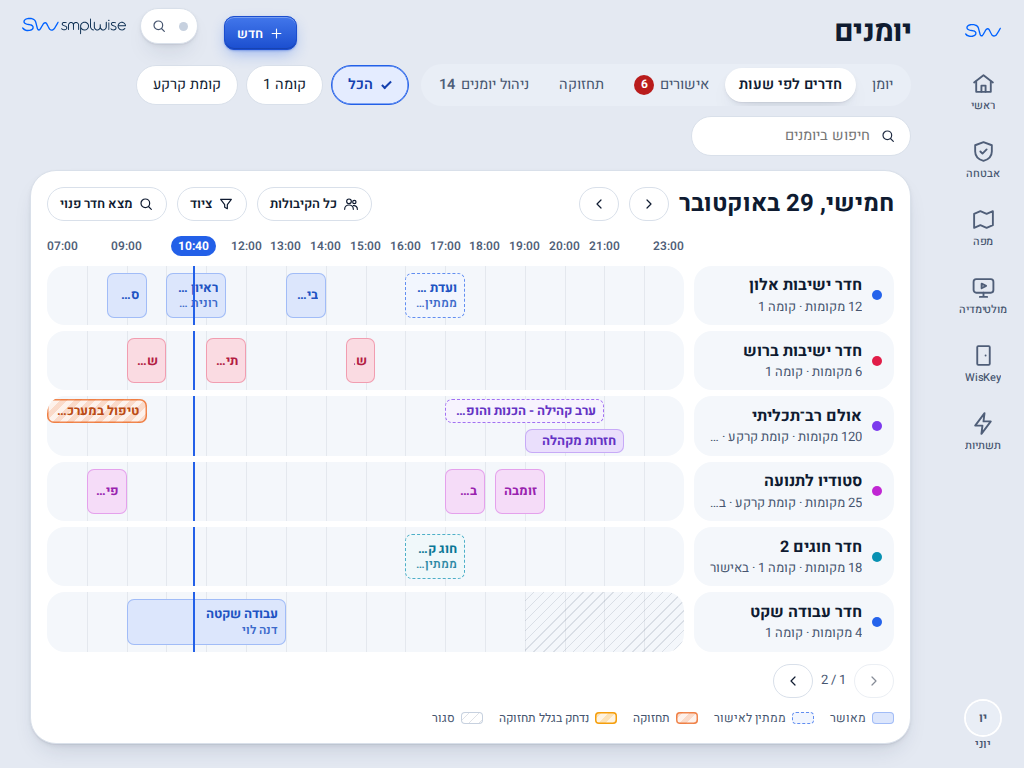 smplwise
חדש
יומנים
ראשי
אבטחה
מפה
מולטימדיה
WisKey
תשתיות
יו
יוני
יומן
חדרים לפי שעות
אישורים 6
תחזוקה
ניהול יומנים 14
הכל
קומה 1
קומת קרקע
חיפוש ביומנים
חמישי, 29 באוקטובר
כל הקיבולות
ציוד
מצא חדר פנוי
07:00 09:00 10:40 12:00 13:00 14:00 15:00 16:00 17:00 18:00 19:00 20:00 21:00 23:00
חדר ישיבות אלון
12 מקומות · קומה 1
ס...
ראיון ...
רונית ...
בי...
ועדת ...
ממתין...
חדר ישיבות ברוש
6 מקומות · קומה 1
ש...
תי...
ש.
אולם רב־תכליתי
120 מקומות · קומת קרקע · ...
טיפול במערכ...
ערב קהילה - הכנות והופ...
חזרות מקהלה
סטודיו לתנועה
25 מקומות · קומת קרקע · ב...
פי...
ב...
זומבה
חדר חוגים 2
18 מקומות · קומה 1 · באישור
חוג ק...
ממתין...
חדר עבודה שקט
4 מקומות · קומה 1
עבודה שקטה
דנה לוי
1 / 2
מאושר
ממתין לאישור
תחזוקה
נדחק בגלל תחזוקה
סגור